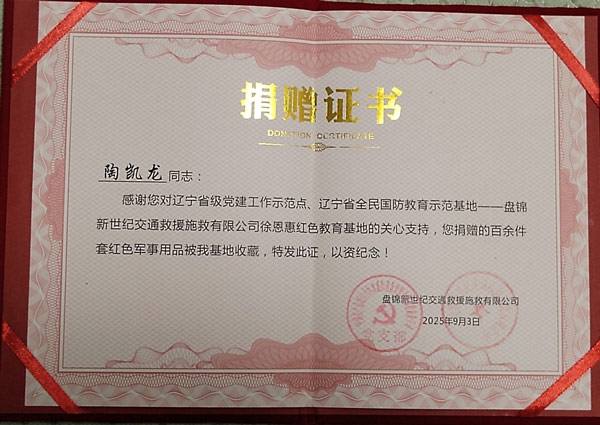 捐赠证书
DONATION CERTIFICATE
陶凯龙同志：
感谢您对辽宁省级党建工作示范点、辽宁省全民国防教育示范基地——盘锦
新世纪交通救援施救有限公司徐恩惠红色教育基地的关心支持，您捐赠的百余件
套红色军事用品被我基地收藏，特发此证，以资纪念！
盘锦新世纪交通救援施救有限公司
2025年9月3日
党支部